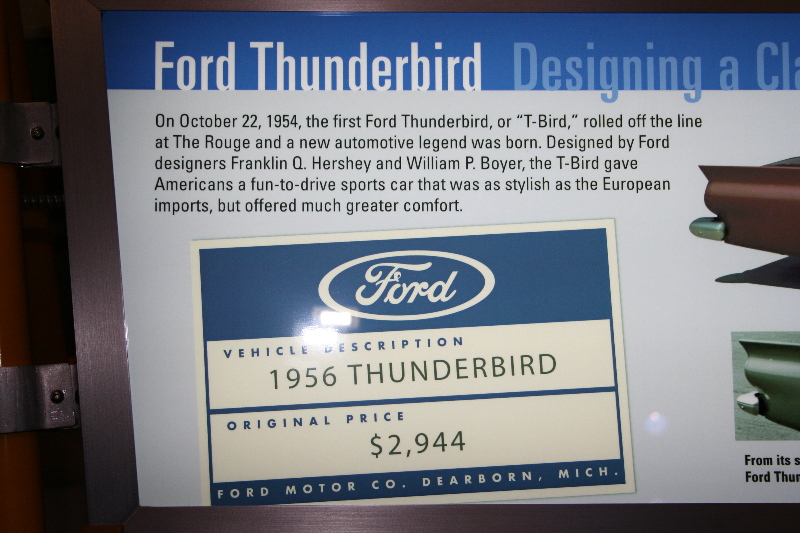 Ford Thunderbird Designing a Cla
On October 22, 1954, the first Ford Thunderbird, or “T-Bird,” rolled off the line
at The Rouge and a new automotive legend was born. Designed by Ford
designers Franklin Q. Hershey and William P. Boyer, the T-Bird gave
Americans a fun-to-drive sports car that was as stylish as the European
imports, but offered much greater comfort.
Ford
VEHICLE DESCRIPTION
1956 THUNDERBIRD
ORIGINAL PRICE
$2,944
FORD MOTOR CO. DEARBORN, MICH.
From its s
Ford Thun